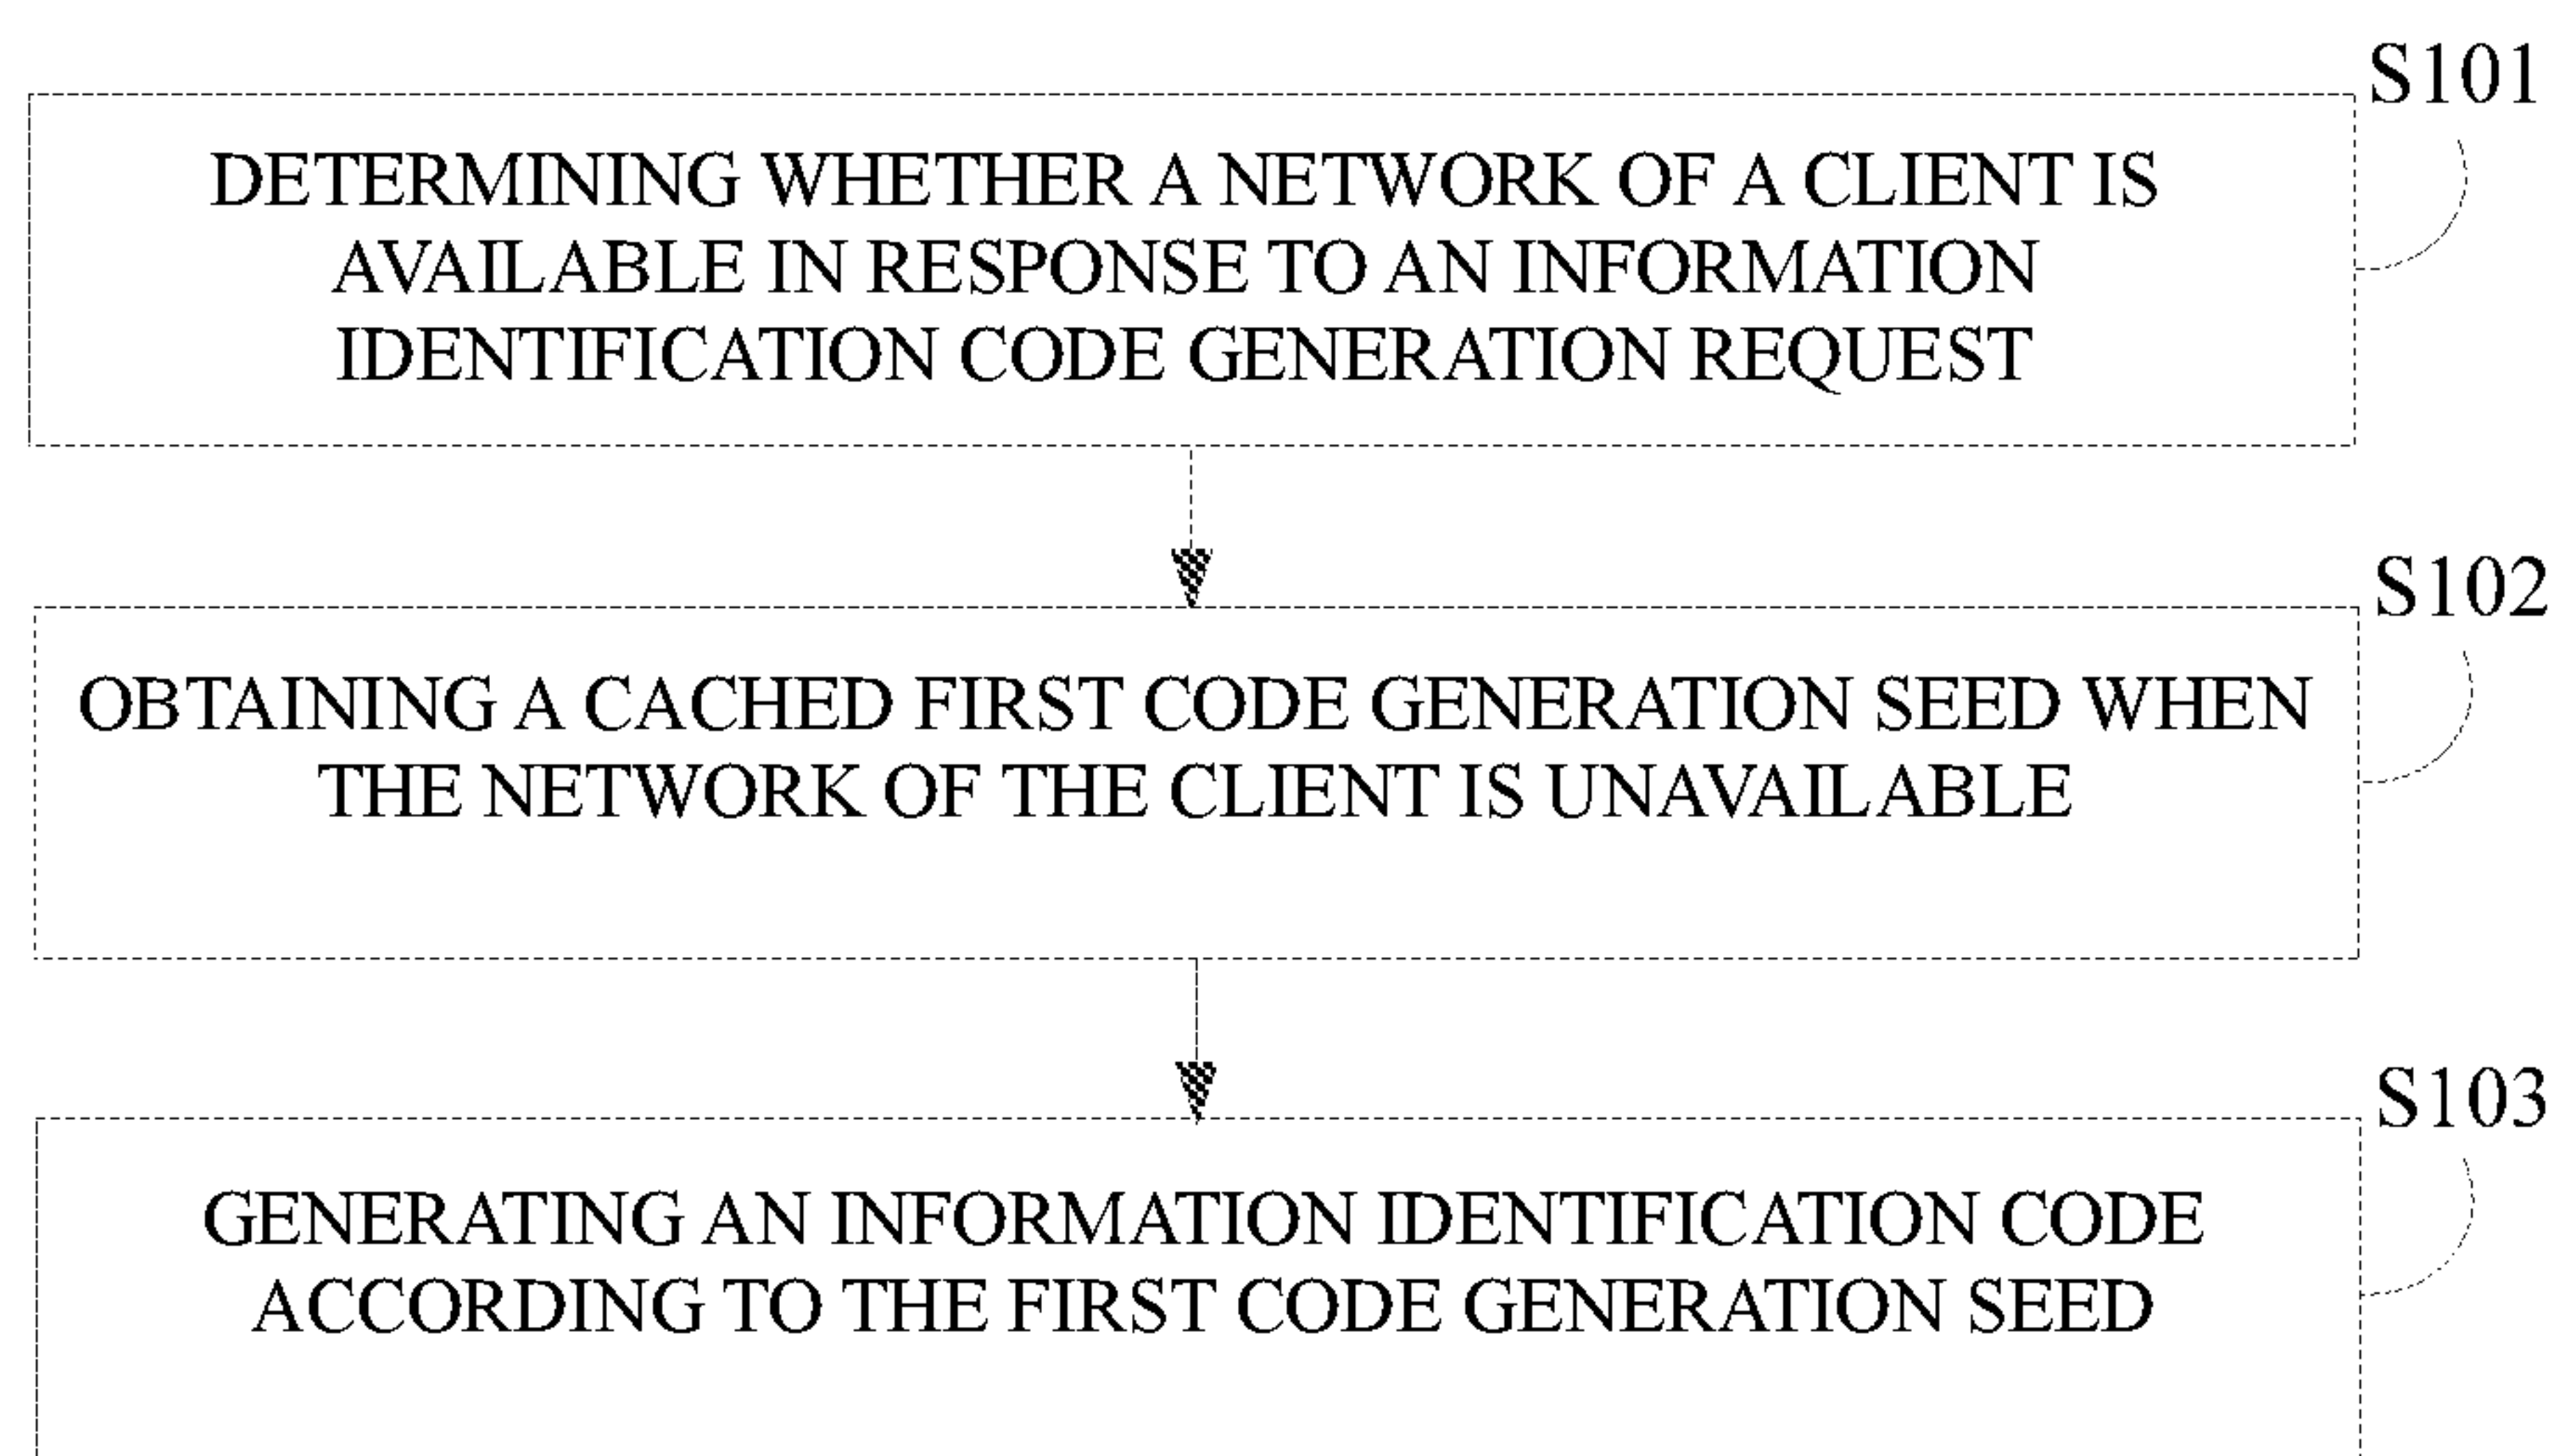 S101
DETERMINING WHETHER A NETWORK OF A CLIENT IS
AVAILABLE IN RESPONSE TO AN INFORMATION
IDENTIFICATION CODE GENERATION REQUEST
S102
OBTAINING A CACHED FIRST CODE GENERATION SEED WHEN
THE NETWORK OF THE CLIENT IS UNAVAILABLE
S103
GENERATING AN INFORMATION IDENTIFICATION CODE
ACCORDING TO THE FIRST CODE GENERATION SEED